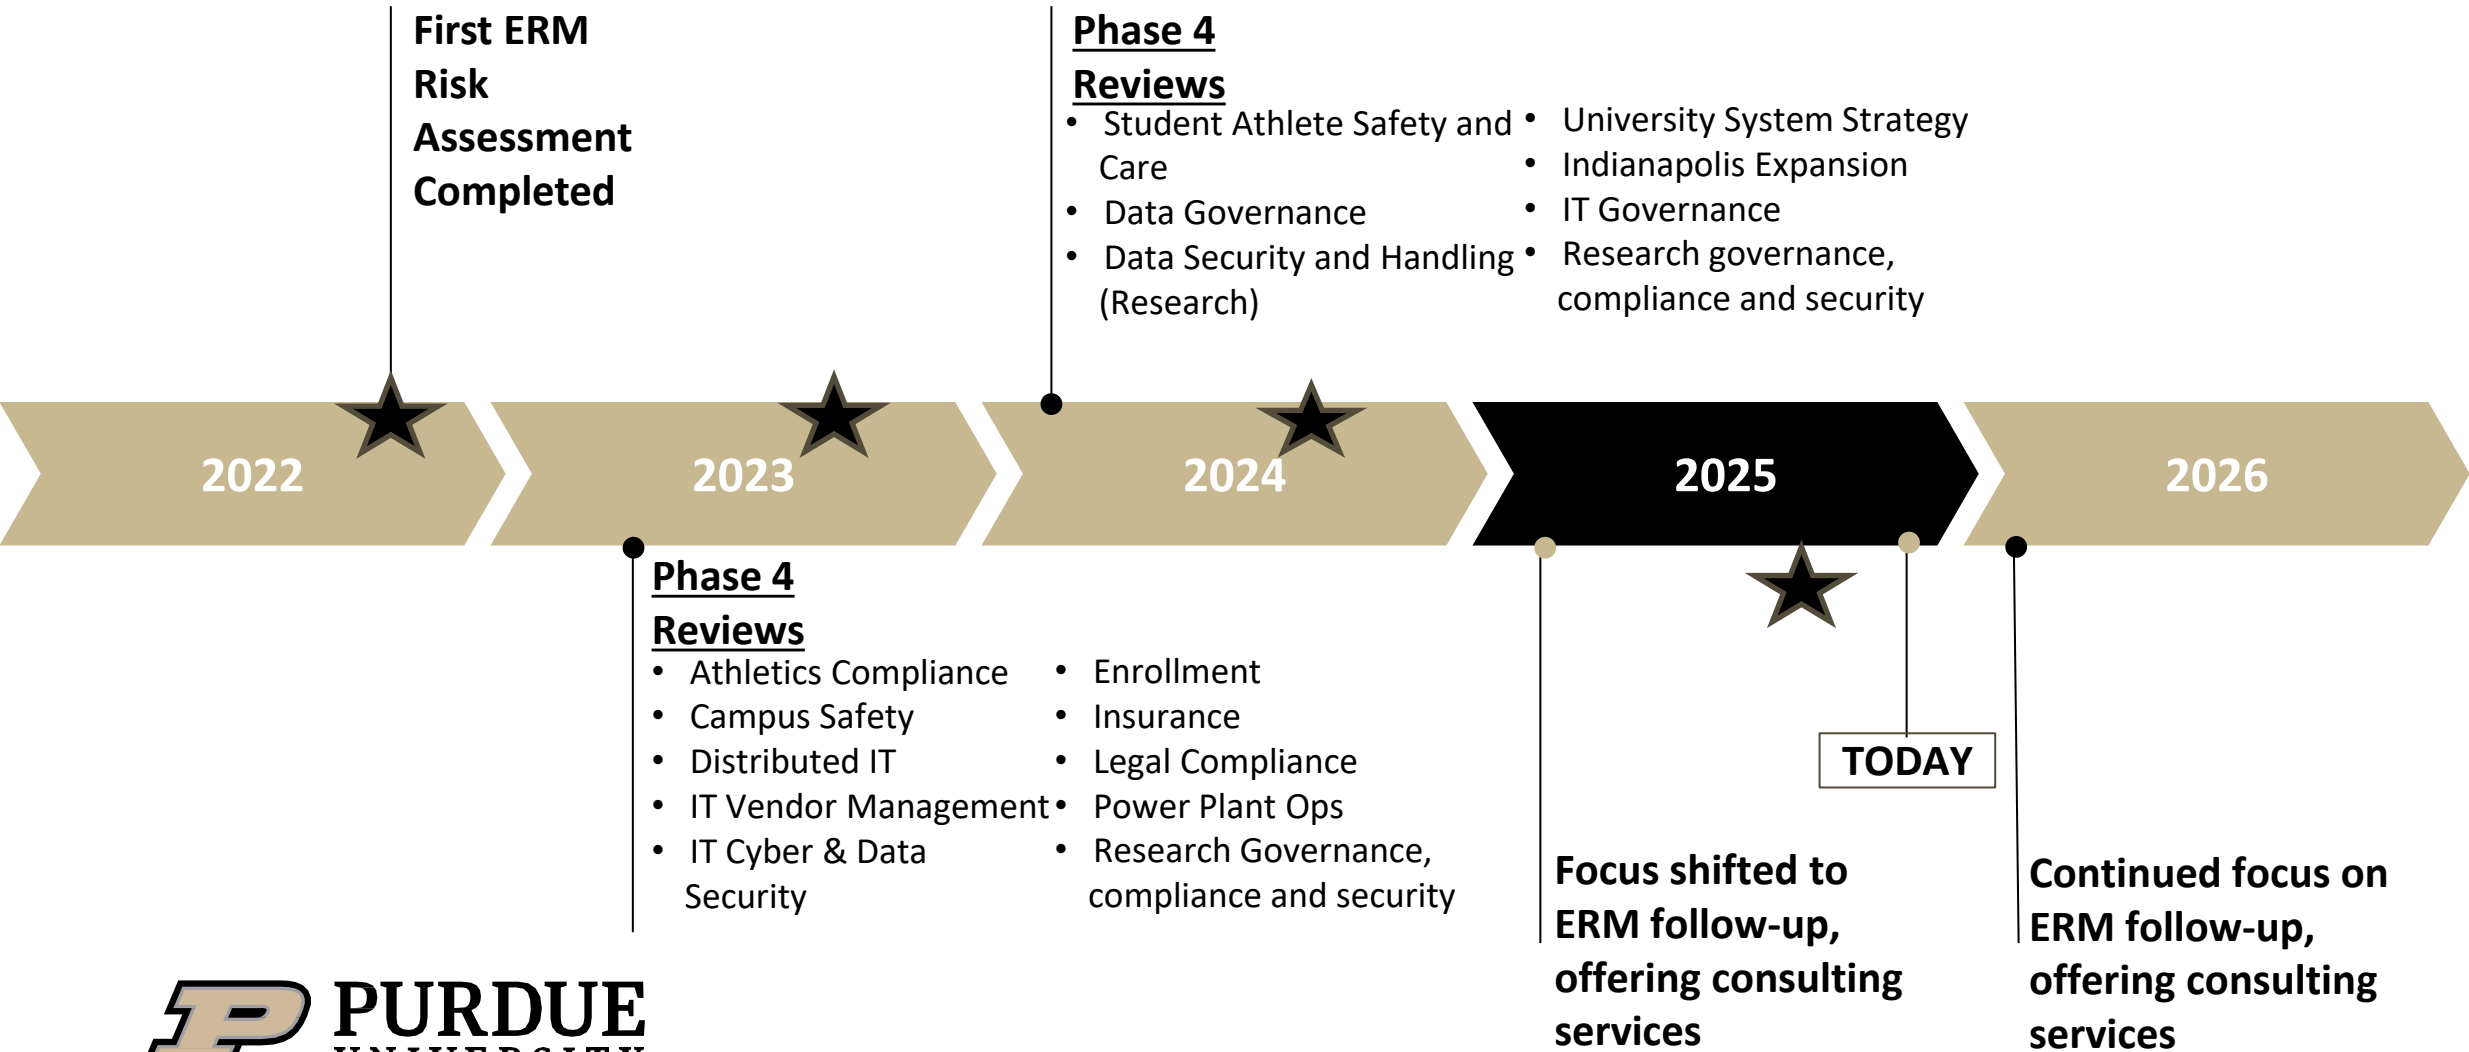 First ERM
Risk
Assessment
Completed
Phase 4
Reviews
• Student Athlete Safety and
Care
• Data Governance
• Data Security and Handling
(Research)
• University System Strategy
• Indianapolis Expansion
• IT Governance
• Research governance,
compliance and security
2022
2023
2024
2025
2026
Phase 4
Reviews
• Athletics Compliance
• Campus Safety
• Distributed IT
• IT Vendor Management
• IT Cyber & Data
Security
• Enrollment
• Insurance
• Legal Compliance
• Power Plant Ops
• Research Governance,
compliance and security
TODAY
Focus shifted to
ERM follow-up,
offering consulting
services
Continued focus on
ERM follow-up,
offering consulting
services
P
PURDUE
UNIVERSITY